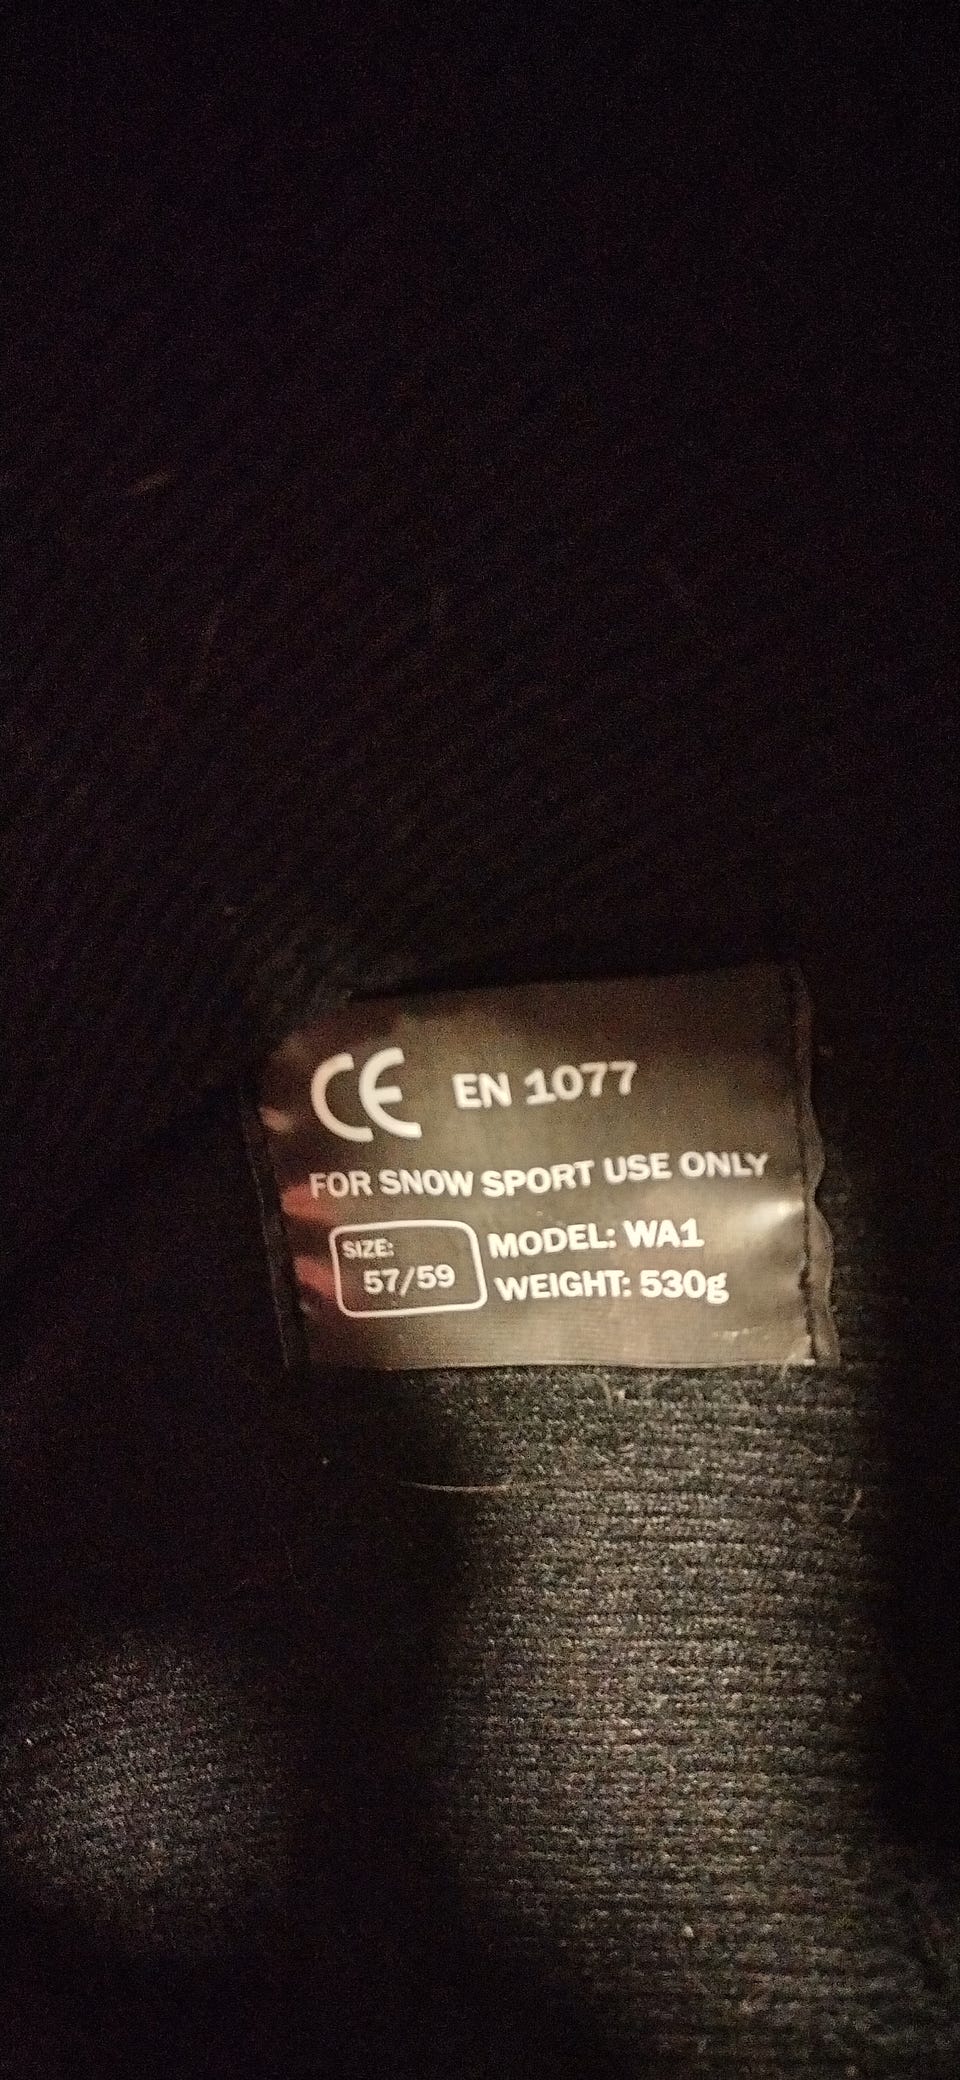 CE EN 1077
FOR SNOW SPORT USE ONLY
SIZE: MODEL: WA1
57/59 WEIGHT: 530g